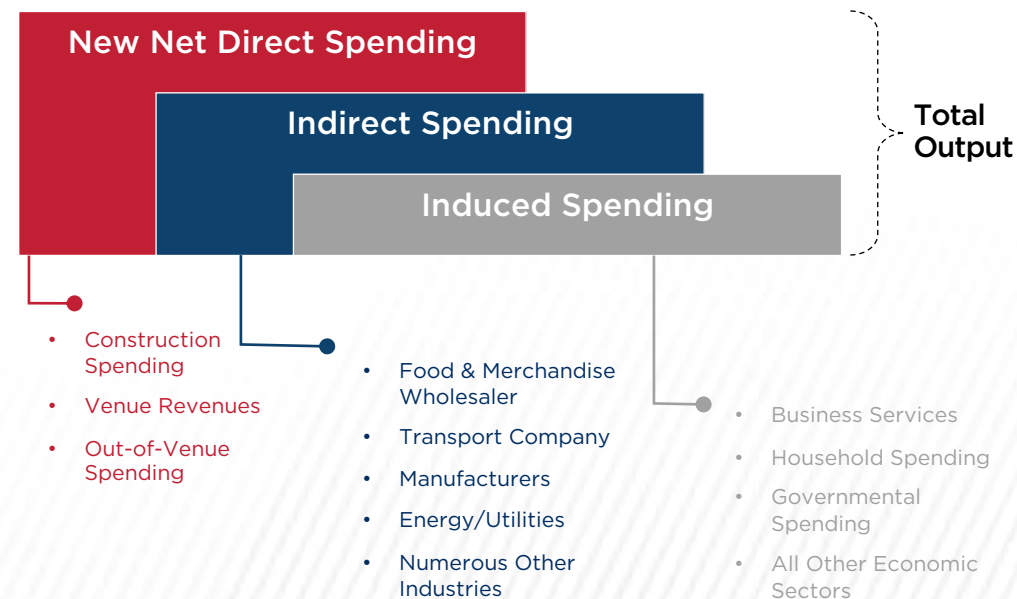 New Net Direct Spending
Indirect Spending
Induced Spending
Total
Output
• Construction
Spending
• Venue Revenues
• Out-of-Venue
Spending
• Food & Merchandise
Wholesaler
• Transport Company
• Manufacturers
• Energy/Utilities
• Numerous Other
Industries
• Business Services
• Household Spending
• Governmental
Spending
• All Other Economic
Sectors